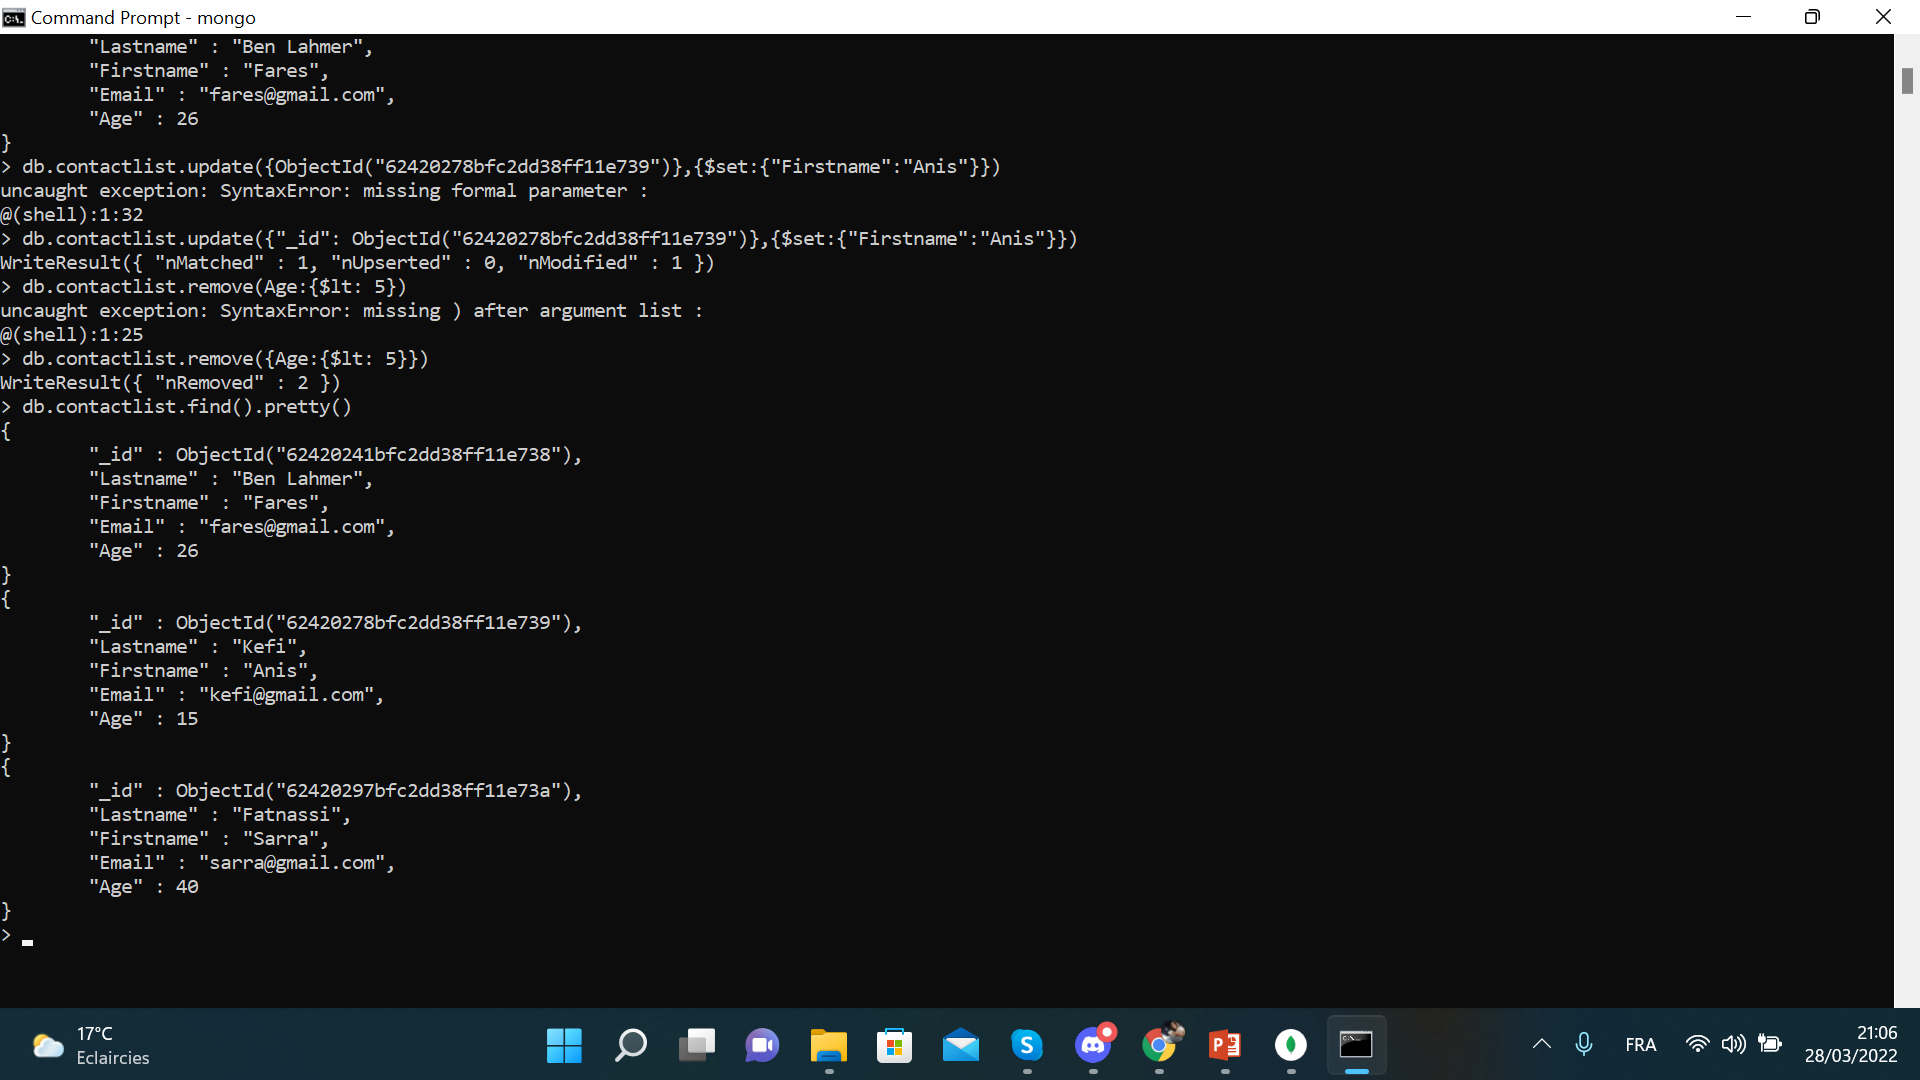 Command Prompt - mongo
"Lastname" : "Ben Lahmer",
"Firstname" : "Fares",
"Email" : "fares@gmail.com",
"Age" : 26
}
> db.contactlist.update({ObjectId("62420278bfc2dd38ff11e739")},{$set:{"Firstname":"Anis"}})
uncaught exception: SyntaxError: missing formal parameter :
@(shell):1:32
> db.contactlist.update({"_id": ObjectId("62420278bfc2dd38ff11e739")},{$set:{"Firstname":"Anis"}})
WriteResult({ "nMatched" : 1, "nUpserted" : 0, "nModified" : 1 })
> db.contactlist.remove(Age:{$lt: 5})
uncaught exception: SyntaxError: missing ) after argument list :
@(shell):1:25
> db.contactlist.remove({Age:{$lt: 5}})
WriteResult({ "nRemoved" : 2 })
> db.contactlist.find().pretty()
{
"_id" : ObjectId("62420241bfc2dd38ff11e738"),
"Lastname" : "Ben Lahmer",
"Firstname" : "Fares",
"Email" : "fares@gmail.com",
"Age" : 26
}
{
"_id" : ObjectId("62420278bfc2dd38ff11e739"),
"Lastname" : "Kefi",
"Firstname" : "Anis",
"Email" : "kefi@gmail.com",
"Age" : 15
}
{
"_id" : ObjectId("62420297bfc2dd38ff11e73a"),
"Lastname" : "Fatnassi",
"Firstname" : "Sarra",
"Email" : "sarra@gmail.com",
"Age" : 40
}
>
17°C
Eclaircies
FRA
21:06
28/03/2022